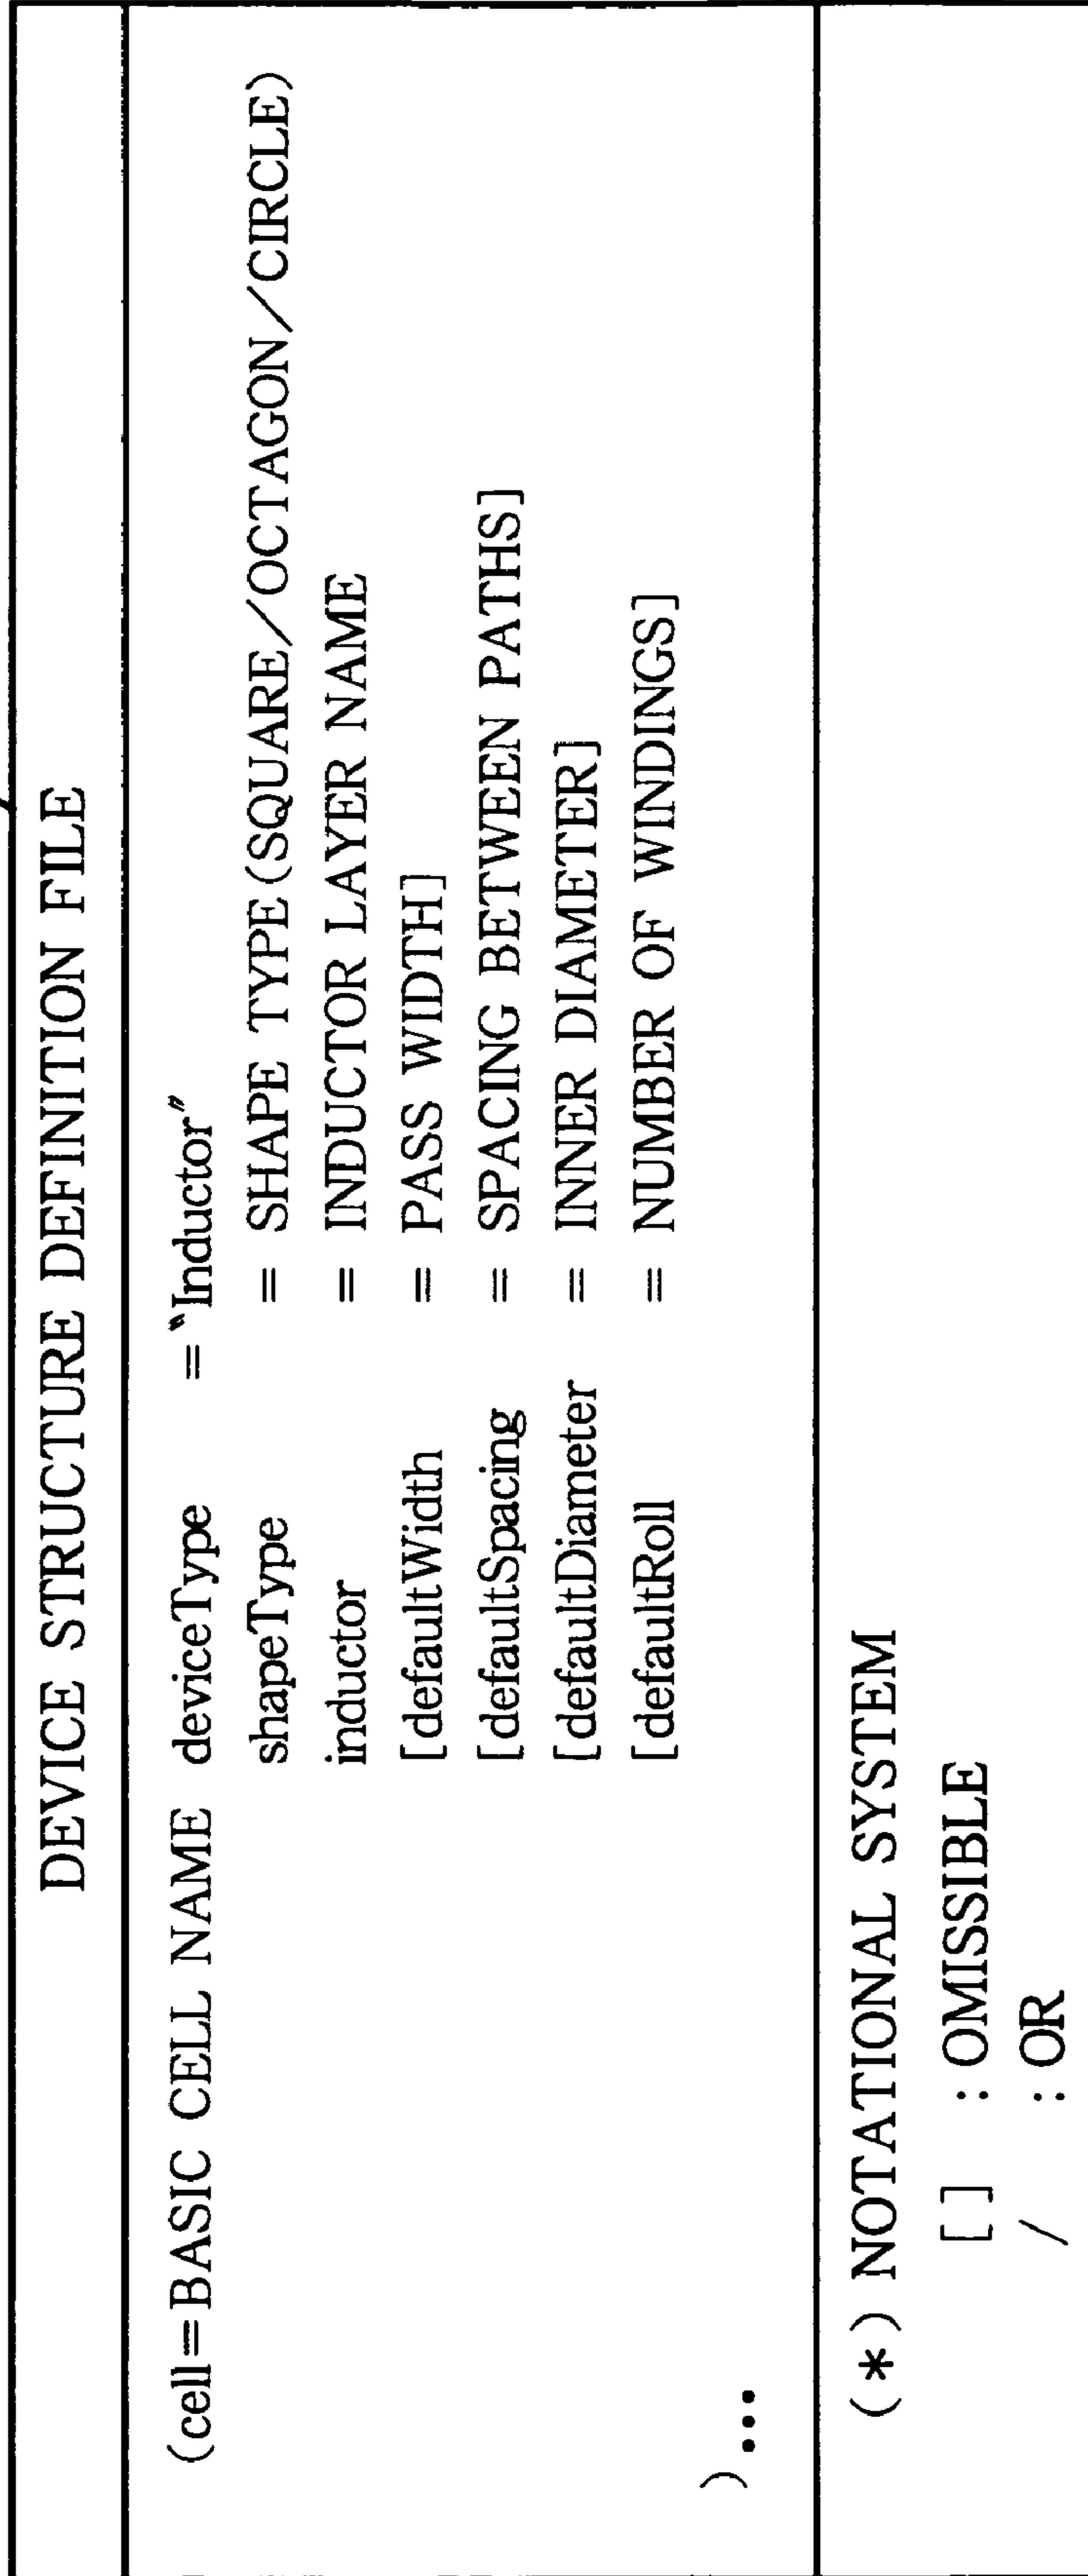 DEVICE STRUCTURE DEFINITION FILE
(cell=BASIC CELL NAME deviceType ="Inductor"
shapeType = SHAPE TYPE(SQUARE/OCTAGON/CIRCLE)
inductor = INDUCTOR LAYER NAME
[defaultWidth = PASS WIDTH]
[defaultSpacing = SPACING BETWEEN PATHS]
[defaultDiameter = INNER DIAMETER]
[defaultRoll = NUMBER OF WINDINGS]
)...
(*) NOTATIONAL SYSTEM
[ ] : OMISSIBLE
/ : OR